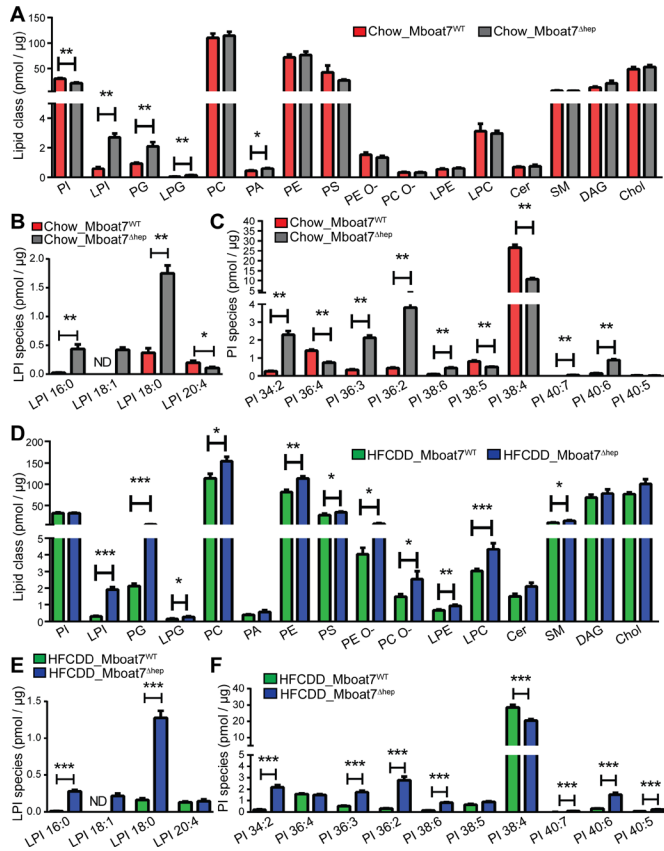 A
Lipid class (pmol / µg)
150
100
50
4
2
0
Chow_Mboat7WT
Chow_Mboat7Δhep
** ** ** ** *
PI LPI PG LPG PC PA PE PS PE O- PC O- LPE LPC Cer SM DAG Chol
B
Chow_Mboat7WT
Chow_Mboat7Δhep
LPI species (pmol / µg)
2.0
1.5
1.0
0.5
0.0
** ND ** *
LPI 16:0 LPI 18:1 LPI 18:0 LPI 20:4
C
Chow_Mboat7WT
Chow_Mboat7Δhep
PI species (pmol / µg)
30
25
20
15
10
5
4
3
2
1
0
** ** ** ** ** ** ** ** **
PI 34:2 PI 36:4 PI 36:3 PI 36:2 PI 38:6 PI 38:5 PI 38:4 PI 40:7 PI 40:6 PI 40:5
D
Lipid class (pmol / µg)
200
150
100
50
5
4
3
2
1
0
HFCDD_Mboat7WT
HFCDD_Mboat7Δhep
*** *** * * ** * * * ** *** *
PI LPI PG LPG PC PA PE PS PE O- PC O- LPE LPC Cer SM DAG Chol
E
HFCDD_Mboat7WT
HFCDD_Mboat7Δhep
LPI species (pmol / µg)
1.5
1.0
0.5
0.0
*** ND ***
LPI 16:0 LPI 18:1 LPI 18:0 LPI 20:4
F
HFCDD_Mboat7WT
HFCDD_Mboat7Δhep
PI species (pmol / µg)
40
30
20
10
5
4
3
2
1
0
*** *** *** *** *** *** *** ***
PI 34:2 PI 36:4 PI 36:3 PI 36:2 PI 38:6 PI 38:5 PI 38:4 PI 40:7 PI 40:6 PI 40:5